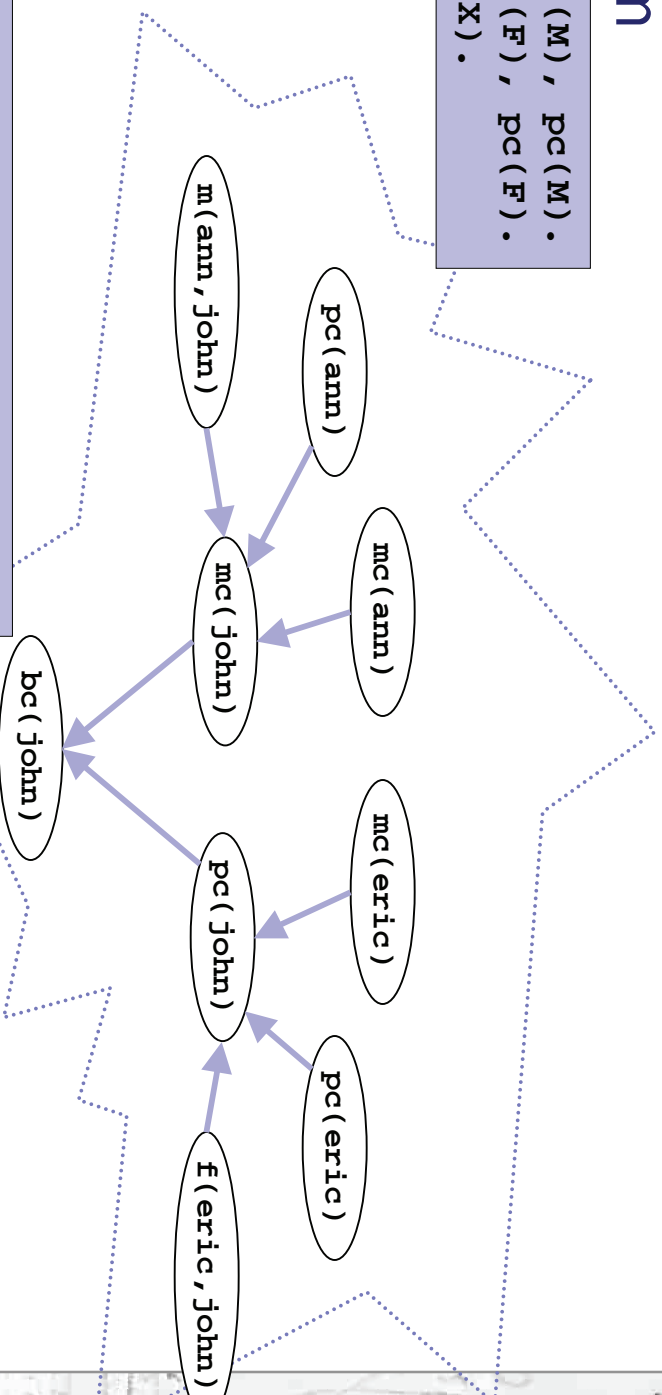 m
(M), pc(M).
(F), pc(F).
X).
mc(ann)
mc(eric)
pc(ann)
pc(eric)
m(ann,john)
mc(john)
pc(john)
f(eric,john)
bc(john)